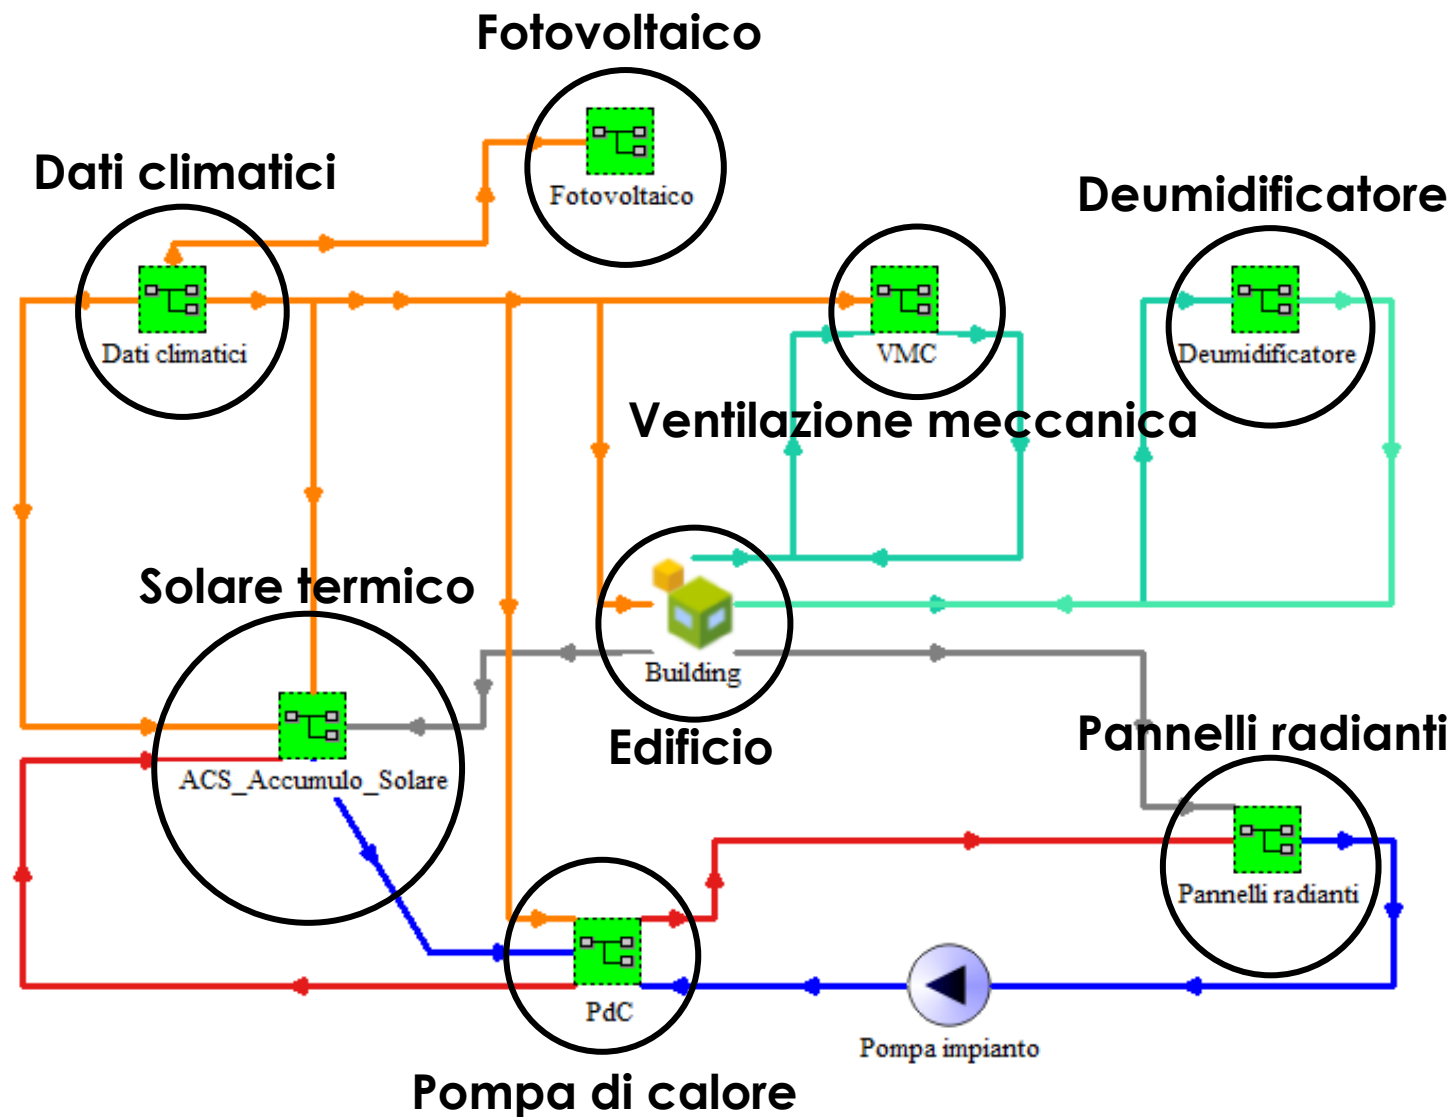 Fotovoltaico
Fotovoltaico
Dati climatici
Dati climatici
Deumidificatore
Deumidificatore
VMC
Ventilazione meccanica
Solare termico
ACS_Accumulo_Solare
Building
Edificio
Pannelli radianti
Pannelli radianti
PdC
Pompa impianto
Pompa di calore